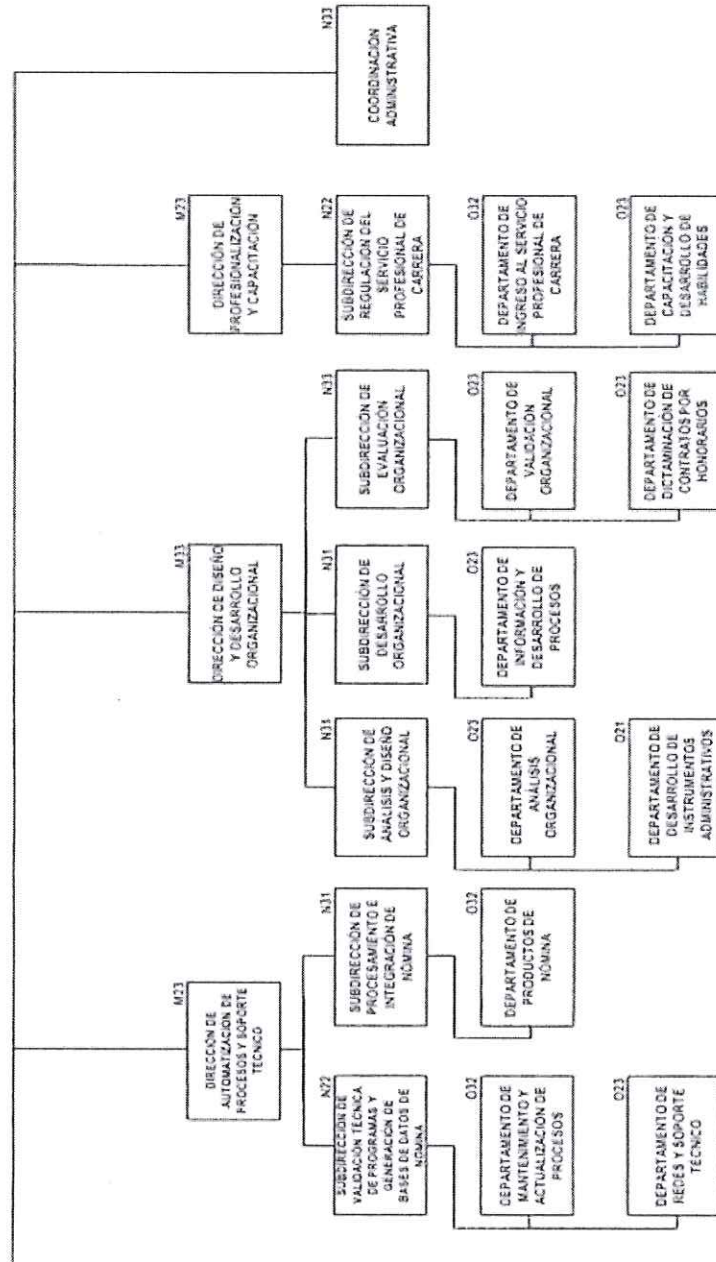 M23
DIRECCIÓN DE
AUTOMATIZACIÓN DE
PROCESOS Y SOPORTE
TECNICO
M33
DIRECCIÓN DE DISEÑO
Y DESARROLLO
ORGANIZACIONAL
M23
DIRECCIÓN DE
PROFESIONALIZACIÓN
Y CAPACITACIÓN
N22
SUBDIRECCIÓN DE
VALIDACIÓN TECNICA
DE PROGRAMAS Y
GENERACIÓN DE
BASES DE DATOS DE
NÓMINA
N31
SUBDIRECCIÓN DE
PROCESAMIENTO E
INTEGRACIÓN DE
NÓMINA
SUBDIRECCIÓN DE
ANÁLISIS Y DISEÑO
ORGANIZACIONAL
N31
SUBDIRECCIÓN DE
DESARROLLO
ORGANIZACIONAL
N33
SUBDIRECCIÓN DE
EVALUACIÓN
ORGANIZACIONAL
N22
SUBDIRECCIÓN DE
REGULACIÓN DEL
SERVICIO
PROFESIONAL DE
CARRERA
N33
COORDINACIÓN
ADMINISTRATIVA
O32
DEPARTAMENTO DE
MANTENIMIENTO Y
ACTUALIZACIÓN DE
PROCESOS
O32
DEPARTAMENTO DE
PRODUCTOS DE
NÓMINA
O23
DEPARTAMENTO DE
ANÁLISIS
ORGANIZACIONAL
O23
DEPARTAMENTO DE
INFORMACIÓN Y
DESARROLLO DE
PROCESOS
O23
DEPARTAMENTO DE
VALIDACIÓN
ORGANIZACIONAL
O32
DEPARTAMENTO DE
INGRESO AL SERVICIO
PROFESIONAL DE
CARRERA
O23
DEPARTAMENTO DE
REDES Y SOPORTE
TECNICO
O21
DEPARTAMENTO DE
DESARROLLO DE
INSTRUMENTOS
ADMINISTRATIVOS
O23
DEPARTAMENTO DE
DICTAMINACIÓN DE
CONTRATOS POR
HONORARIOS
O23
DEPARTAMENTO DE
CAPACITACIÓN Y
DESARROLLO DE
HABILIDADES